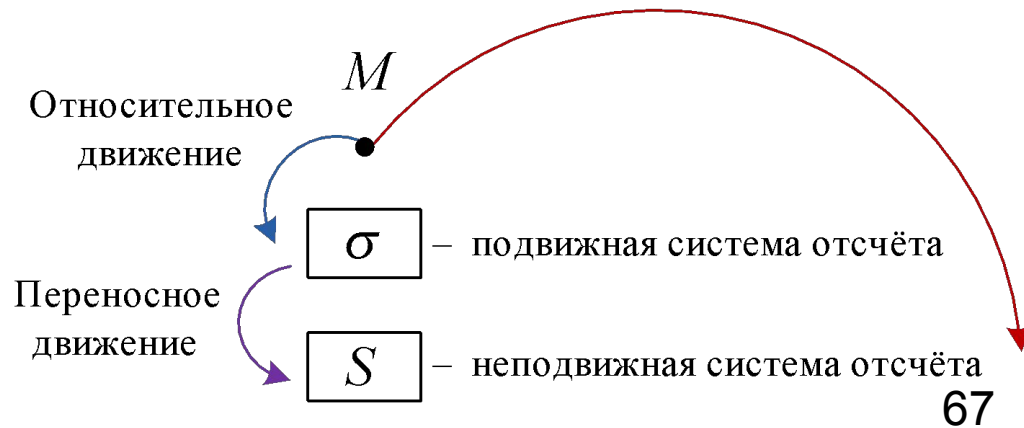 M
Относительное
движение
σ – подвижная система отсчёта
Переносное
движение
S – неподвижная система отсчёта
67